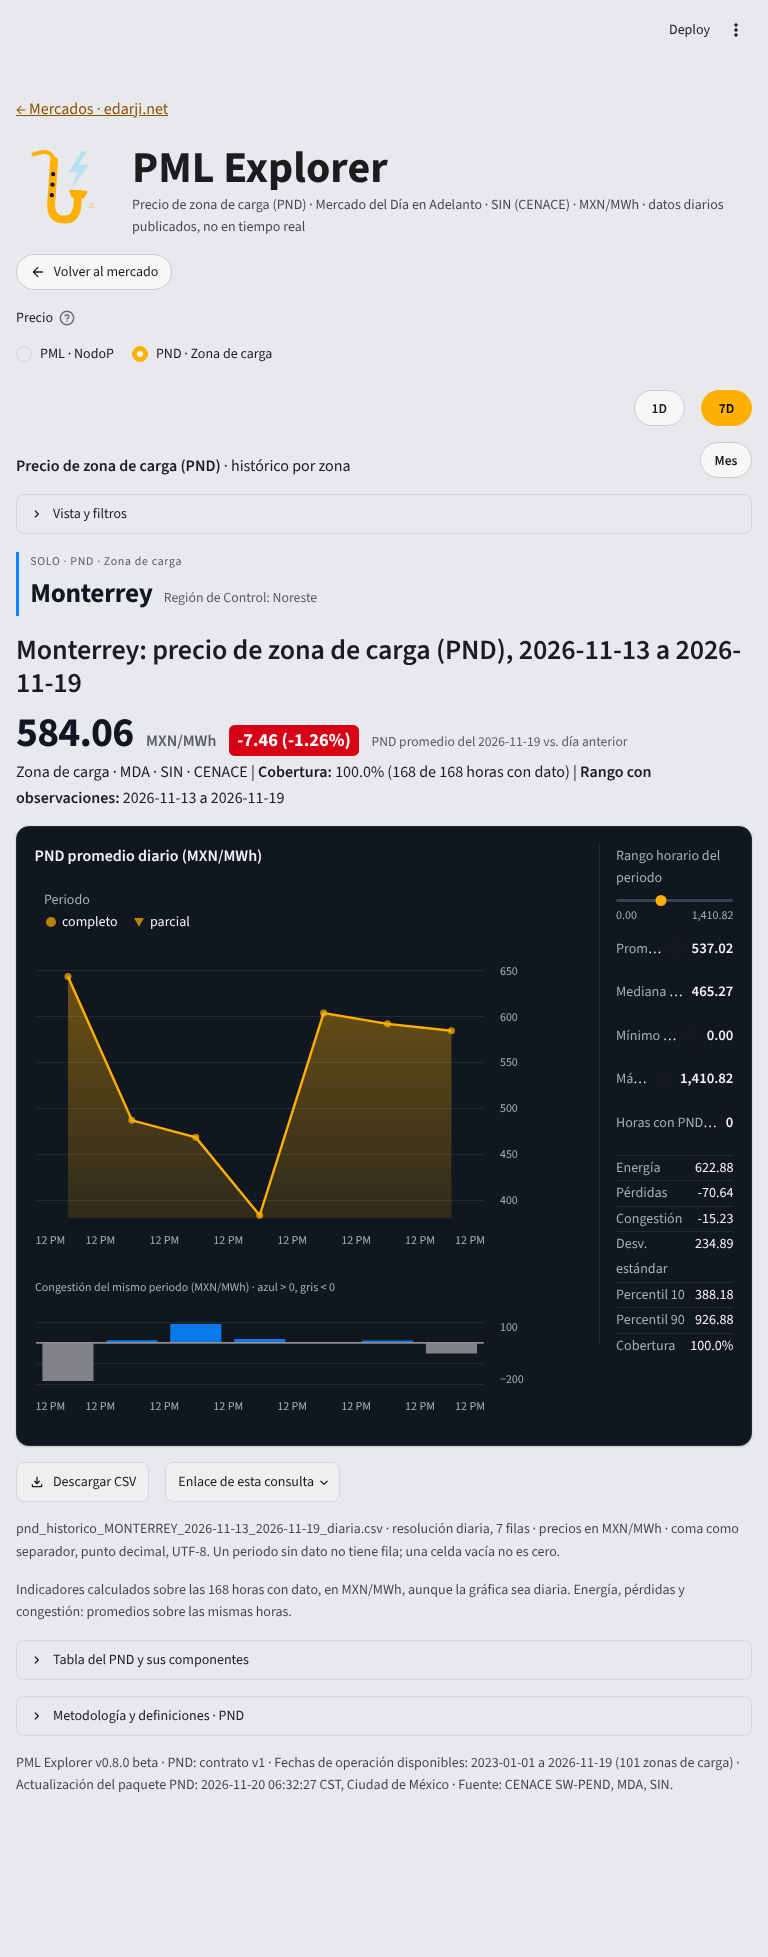 Deploy
← Mercados · edarji.net
PML Explorer
Precio de zona de carga (PND) · Mercado del Día en Adelanto · SIN (CENACE) · MXN/MWh · datos diarios
publicados, no en tiempo real
Volver al mercado
Precio
PML · NodoP
PND · Zona de carga
1D
7D
Precio de zona de carga (PND) · histórico por zona
Mes
Vista y filtros
SOLO · PND · Zona de carga
Monterrey Región de Control: Noreste
Monterrey: precio de zona de carga (PND), 2026-11-13 a 2026-
11-19
584.06 MXN/MWh -7.46 (-1.26%) PND promedio del 2026-11-19 vs. día anterior
Zona de carga · MDA · SIN · CENACE | Cobertura: 100.0% (168 de 168 horas con dato) | Rango con
observaciones: 2026-11-13 a 2026-11-19
PND promedio diario (MXN/MWh)
Periodo
completo
parcial
650
600
550
500
450
400
12 PM 12 PM 12 PM 12 PM 12 PM 12 PM 12 PM 12 PM
Congestión del mismo periodo (MXN/MWh) · azul > 0, gris < 0
100
−200
12 PM 12 PM 12 PM 12 PM 12 PM 12 PM 12 PM 12 PM
Rango horario del
periodo
0.00 1,410.82
Prom… 537.02
Mediana … 465.27
Mínimo … 0.00
Má… 1,410.82
Horas con PND… 0
Energía 622.88
Pérdidas -70.64
Congestión -15.23
Desv. 234.89
estándar
Percentil 10 388.18
Percentil 90 926.88
Cobertura 100.0%
Descargar CSV
Enlace de esta consulta
pnd_historico_MONTERREY_2026-11-13_2026-11-19_diaria.csv · resolución diaria, 7 filas · precios en MXN/MWh · coma como
separador, punto decimal, UTF-8. Un periodo sin dato no tiene fila; una celda vacía no es cero.
Indicadores calculados sobre las 168 horas con dato, en MXN/MWh, aunque la gráfica sea diaria. Energía, pérdidas y
congestión: promedios sobre las mismas horas.
Tabla del PND y sus componentes
Metodología y definiciones · PND
PML Explorer v0.8.0 beta · PND: contrato v1 · Fechas de operación disponibles: 2023-01-01 a 2026-11-19 (101 zonas de carga) ·
Actualización del paquete PND: 2026-11-20 06:32:27 CST, Ciudad de México · Fuente: CENACE SW-PEND, MDA, SIN.